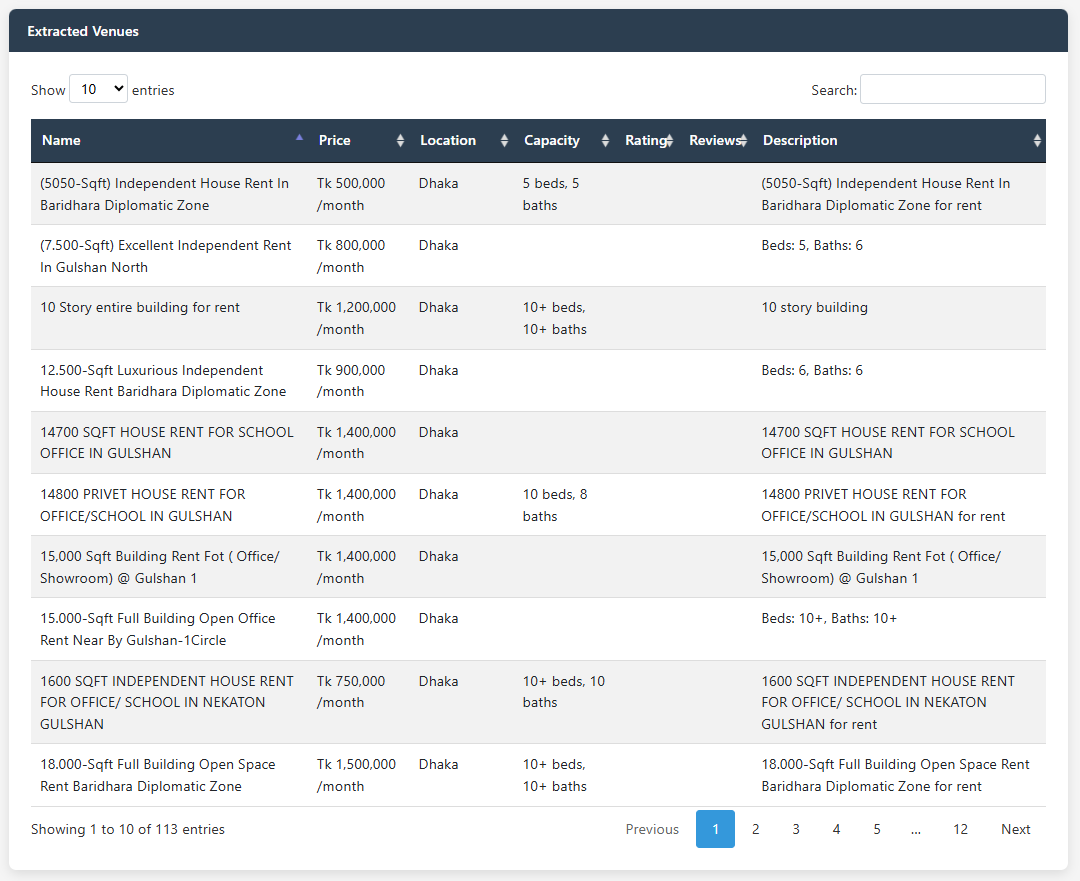 Extracted Venues
Show 10 entries Search:
Name Price Location Capacity Rating Reviews Description
(5050-Sqft) Independent House Rent In Tk 500,000 Dhaka 5 beds, 5 (5050-Sqft) Independent House Rent In
Baridhara Diplomatic Zone /month baths Baridhara Diplomatic Zone for rent
(7.500-Sqft) Excellent Independent Rent Tk 800,000 Dhaka Beds: 5, Baths: 6
In Gulshan North /month
10 Story entire building for rent Tk 1,200,000 Dhaka 10+ beds, 10 story building
/month 10+ baths
12.500-Sqft Luxurious Independent Tk 900,000 Dhaka Beds: 6, Baths: 6
House Rent Baridhara Diplomatic Zone /month
14700 SQFT HOUSE RENT FOR SCHOOL Tk 1,400,000 Dhaka 14700 SQFT HOUSE RENT FOR SCHOOL
OFFICE IN GULSHAN /month OFFICE IN GULSHAN
14800 PRIVET HOUSE RENT FOR Tk 1,400,000 Dhaka 10 beds, 8 14800 PRIVET HOUSE RENT FOR
OFFICE/SCHOOL IN GULSHAN /month baths OFFICE/SCHOOL IN GULSHAN for rent
15,000 Sqft Building Rent Fot ( Office/ Tk 1,400,000 Dhaka 15,000 Sqft Building Rent Fot ( Office/
Showroom) @ Gulshan 1 /month Showroom) @ Gulshan 1
15.000-Sqft Full Building Open Office Tk 1,400,000 Dhaka Beds: 10+, Baths: 10+
Rent Near By Gulshan-1Circle /month
1600 SQFT INDEPENDENT HOUSE RENT Tk 750,000 Dhaka 10+ beds, 10 1600 SQFT INDEPENDENT HOUSE RENT
FOR OFFICE/ SCHOOL IN NEKATON /month baths FOR OFFICE/ SCHOOL IN NEKATON
GULSHAN GULSHAN for rent
18.000-Sqft Full Building Open Space Tk 1,500,000 Dhaka 10+ beds, 18.000-Sqft Full Building Open Space Rent
Rent Baridhara Diplomatic Zone /month 10+ baths Baridhara Diplomatic Zone for rent
Showing 1 to 10 of 113 entries Previous 1 2 3 4 5 ... 12 Next